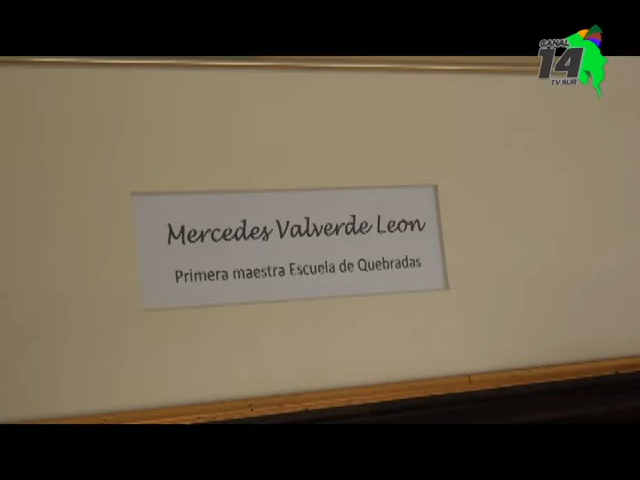 CANAL
14
TV SUR
Mercedes Valverde Leon
Primera maestra Escuela de Quebradas